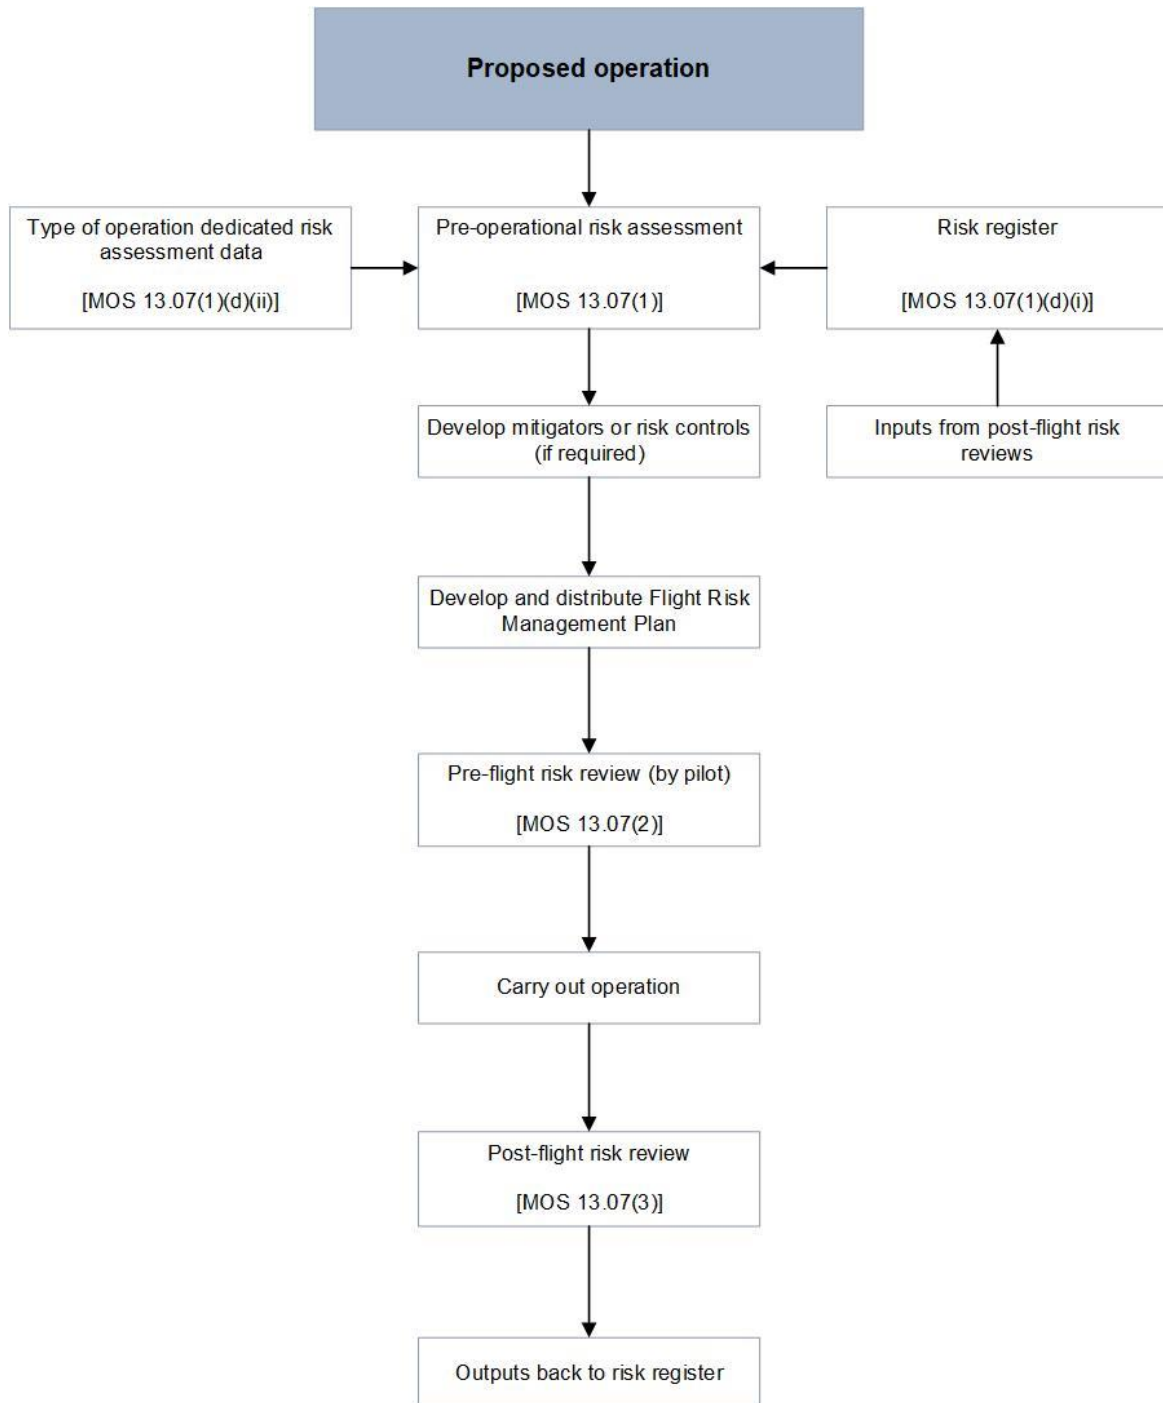 Proposed operation
Type of operation dedicated risk
assessment data
[MOS 13.07(1)(d)(ii)]
Pre-operational risk assessment
[MOS 13.07(1)]
Risk register
[MOS 13.07(1)(d)(i)]
Develop mitigators or risk controls
(if required)
Inputs from post-flight risk
reviews
Develop and distribute Flight Risk
Management Plan
Pre-flight risk review (by pilot)
[MOS 13.07(2)]
Carry out operation
Post-flight risk review
[MOS 13.07(3)]
Outputs back to risk register